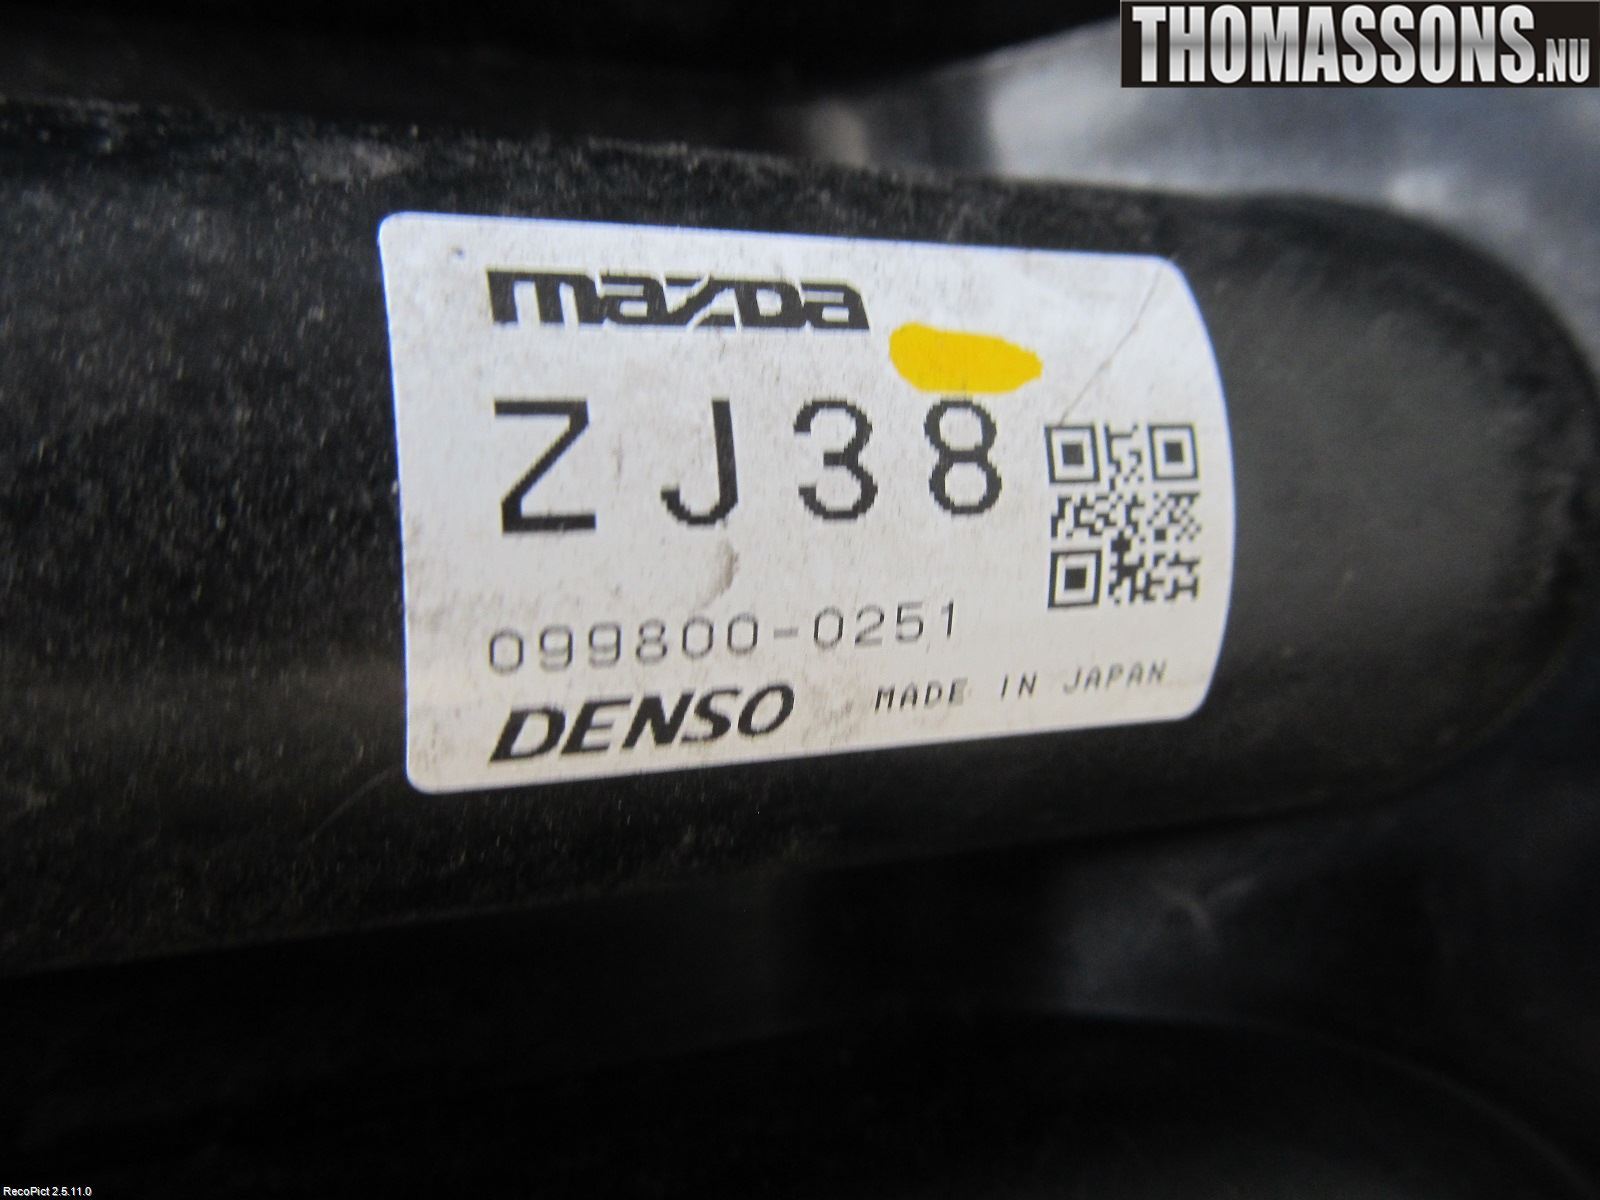 THOMASSONS.NU
mazda
ZJ38
099800-0251
DENSO MADE IN JAPAN
RecoPict 2.5.11.0